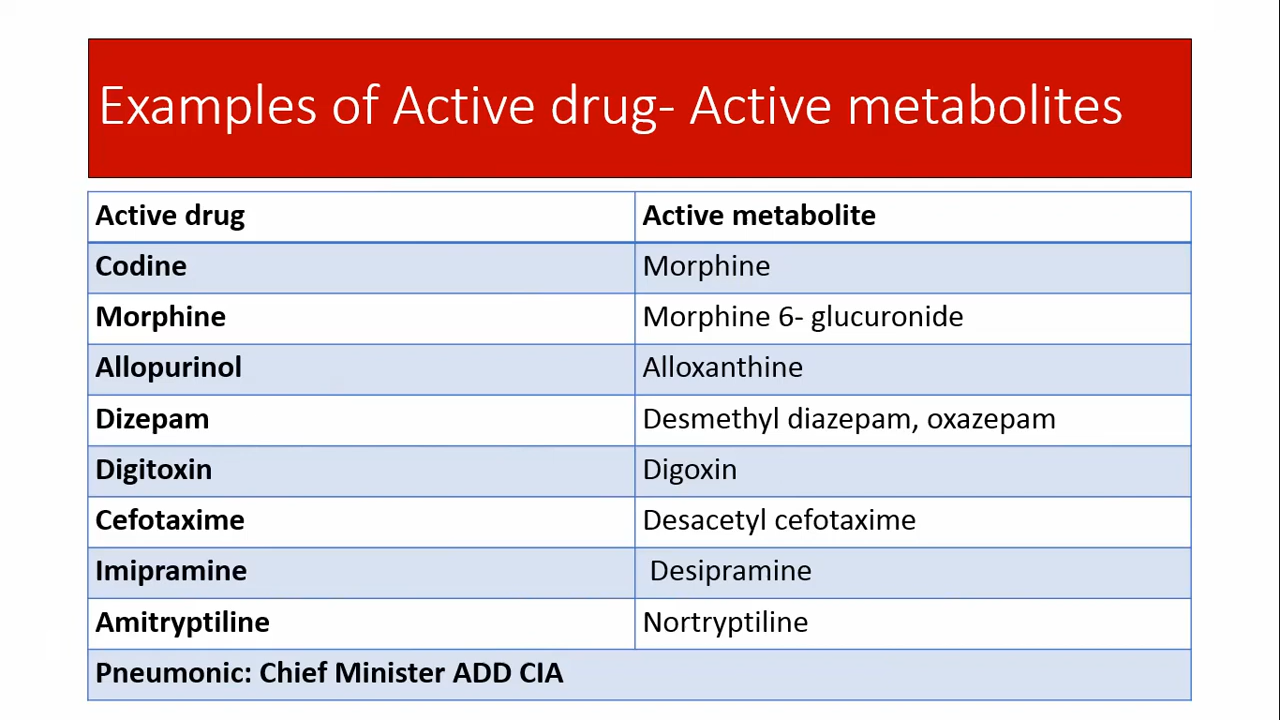 Examples of Active drug- Active metabolites
Active drug Active metabolite
Codine Morphine
Morphine Morphine 6- glucuronide
Allopurinol Alloxanthine
Dizepam Desmethyl diazepam, oxazepam
Digitoxin Digoxin
Cefotaxime Desacetyl cefotaxime
Imipramine Desipramine
Amitryptiline Nortryptiline
Pneumonic: Chief Minister ADD CIA